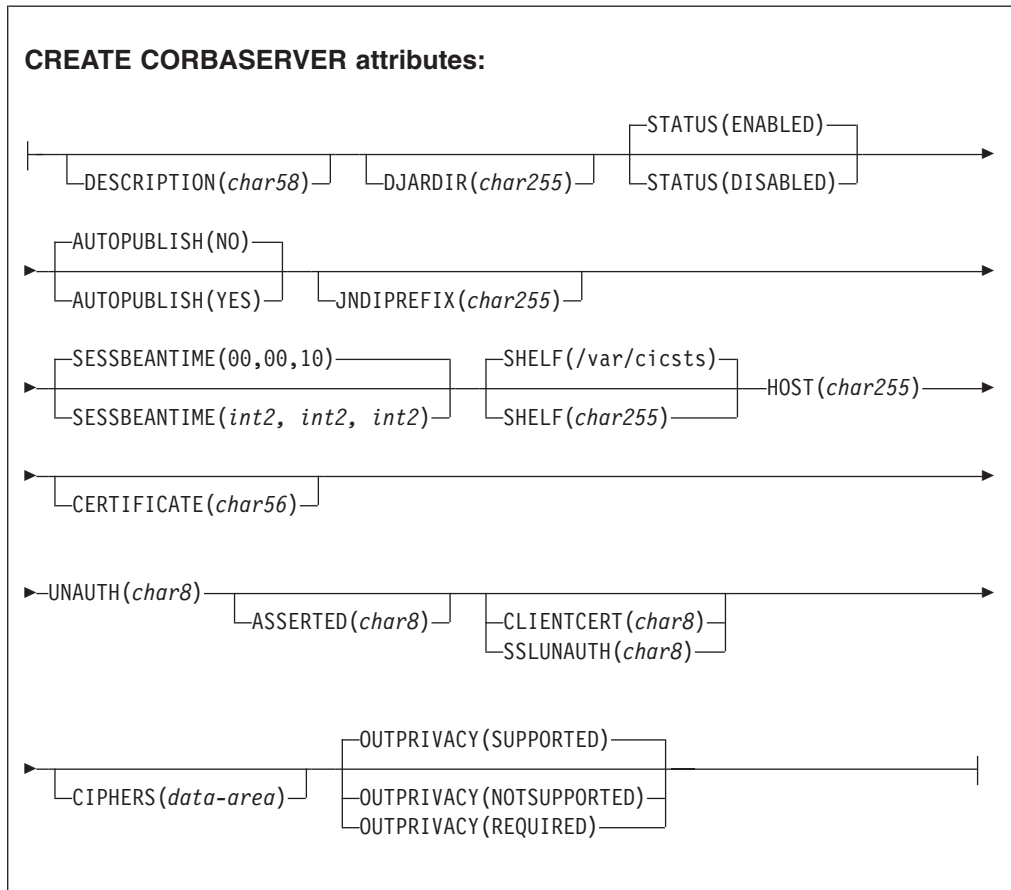 CREATE CORBASERVER attributes:
STATUS(ENABLED)
DESCRIPTION(char58) DJARDIR(char255) STATUS(DISABLED)
AUTOPUBLISH(NO)
AUTOPUBLISH(YES) JNDIPREFIX(char255)
SESSBEANTIME(00,00,10) SHELF(/var/cicsts)
HOST(char255)
SESSBEANTIME(int2, int2, int2) SHELF(char255)
CERTIFICATE(char56)
UNAUTH(char8)
ASSERTED(char8) CLIENTCERT(char8)
SSLUNAUTH(char8)
OUTPRIVACY(SUPPORTED)
CIPHERS(data-area) OUTPRIVACY(NOTSUPPORTED)
OUTPRIVACY(REQUIRED)